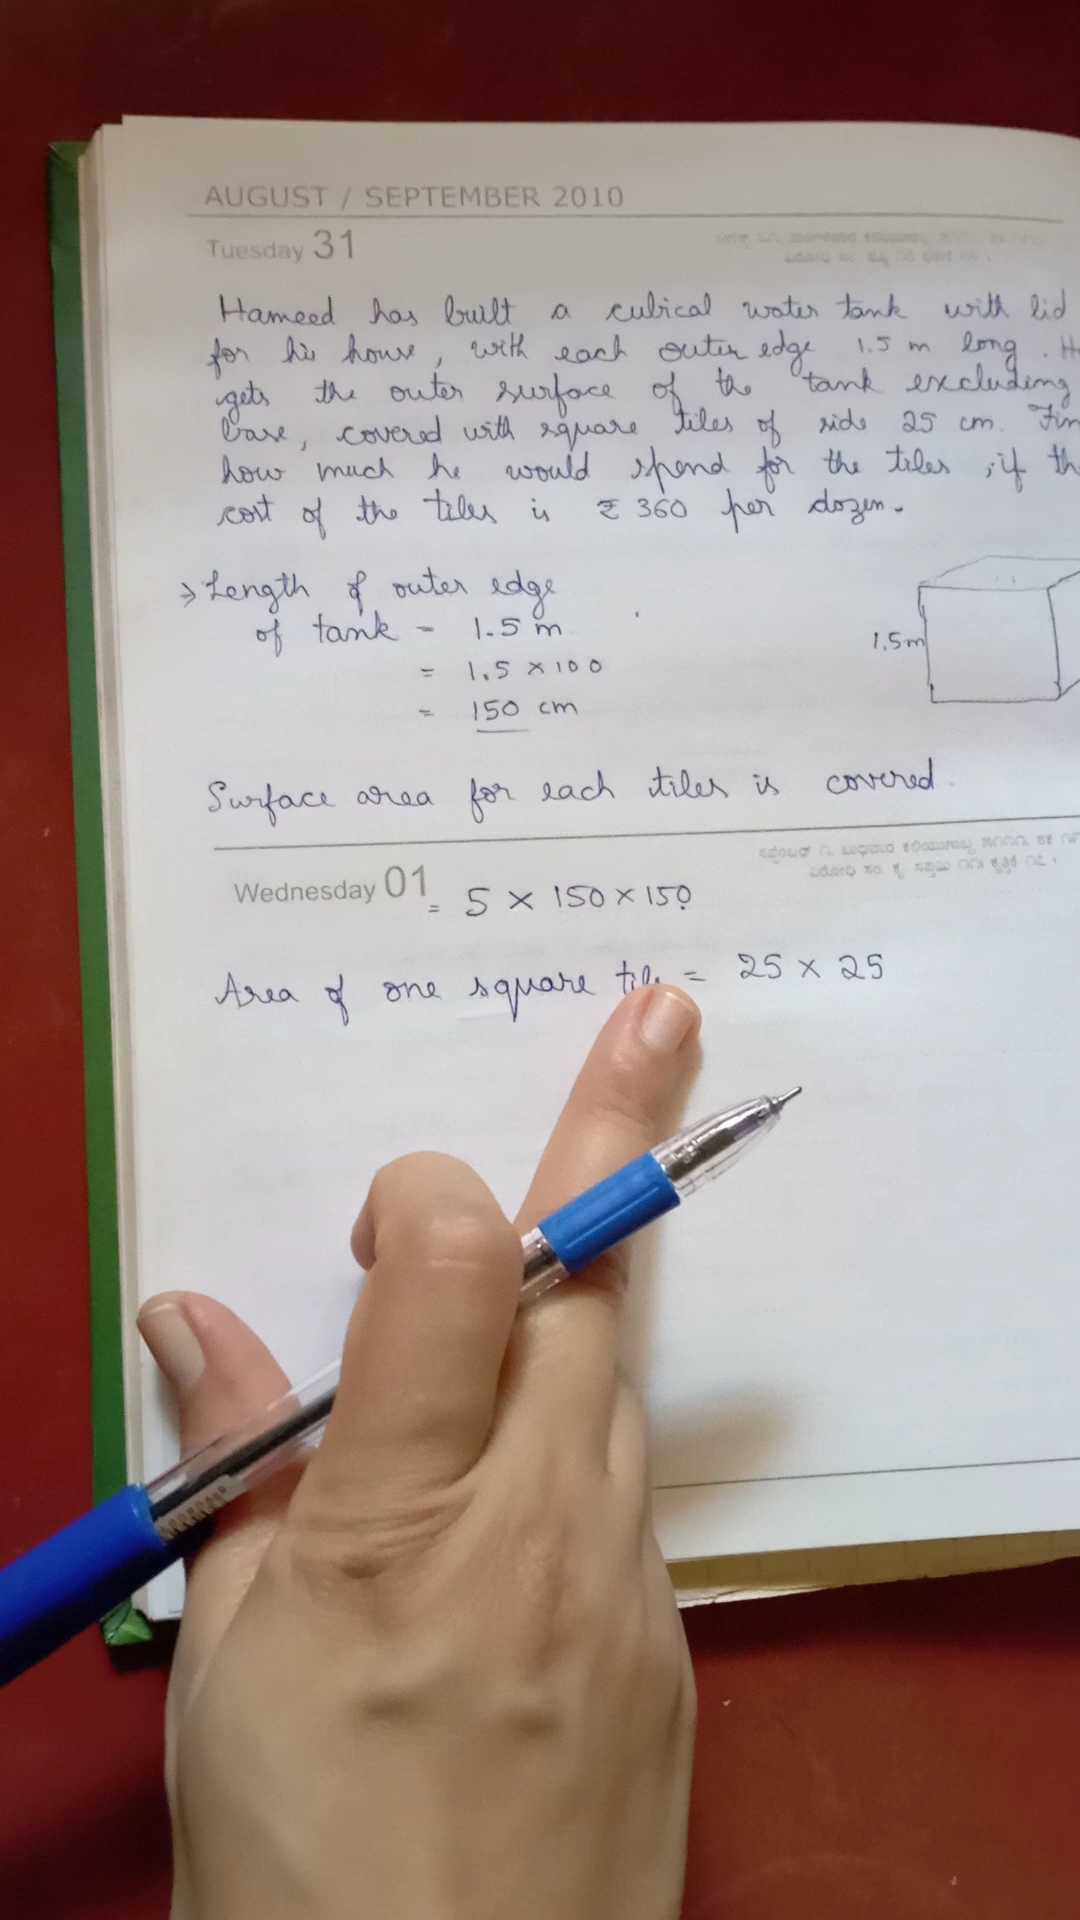 AUGUST / SEPTEMBER 2010
Tuesday 31
Hameed has built a cubical water tank with lid
for his house, with each outer edge 1.5 m long. H
gets the outer surface of the tank excluding
base, covered with square tiles of side 25 cm. Fin
how much he would spend for the tiles, if th
cost of the tiles is ₹ 360 per dozen.
→ Length of outer edge
of tank = 1.5 m
= 1.5 × 100
= 150 cm
1.5m
Surface area for each tiles is covered.
Wednesday 01
= 5 × 150 × 150
Area of one square tile = 25 × 25